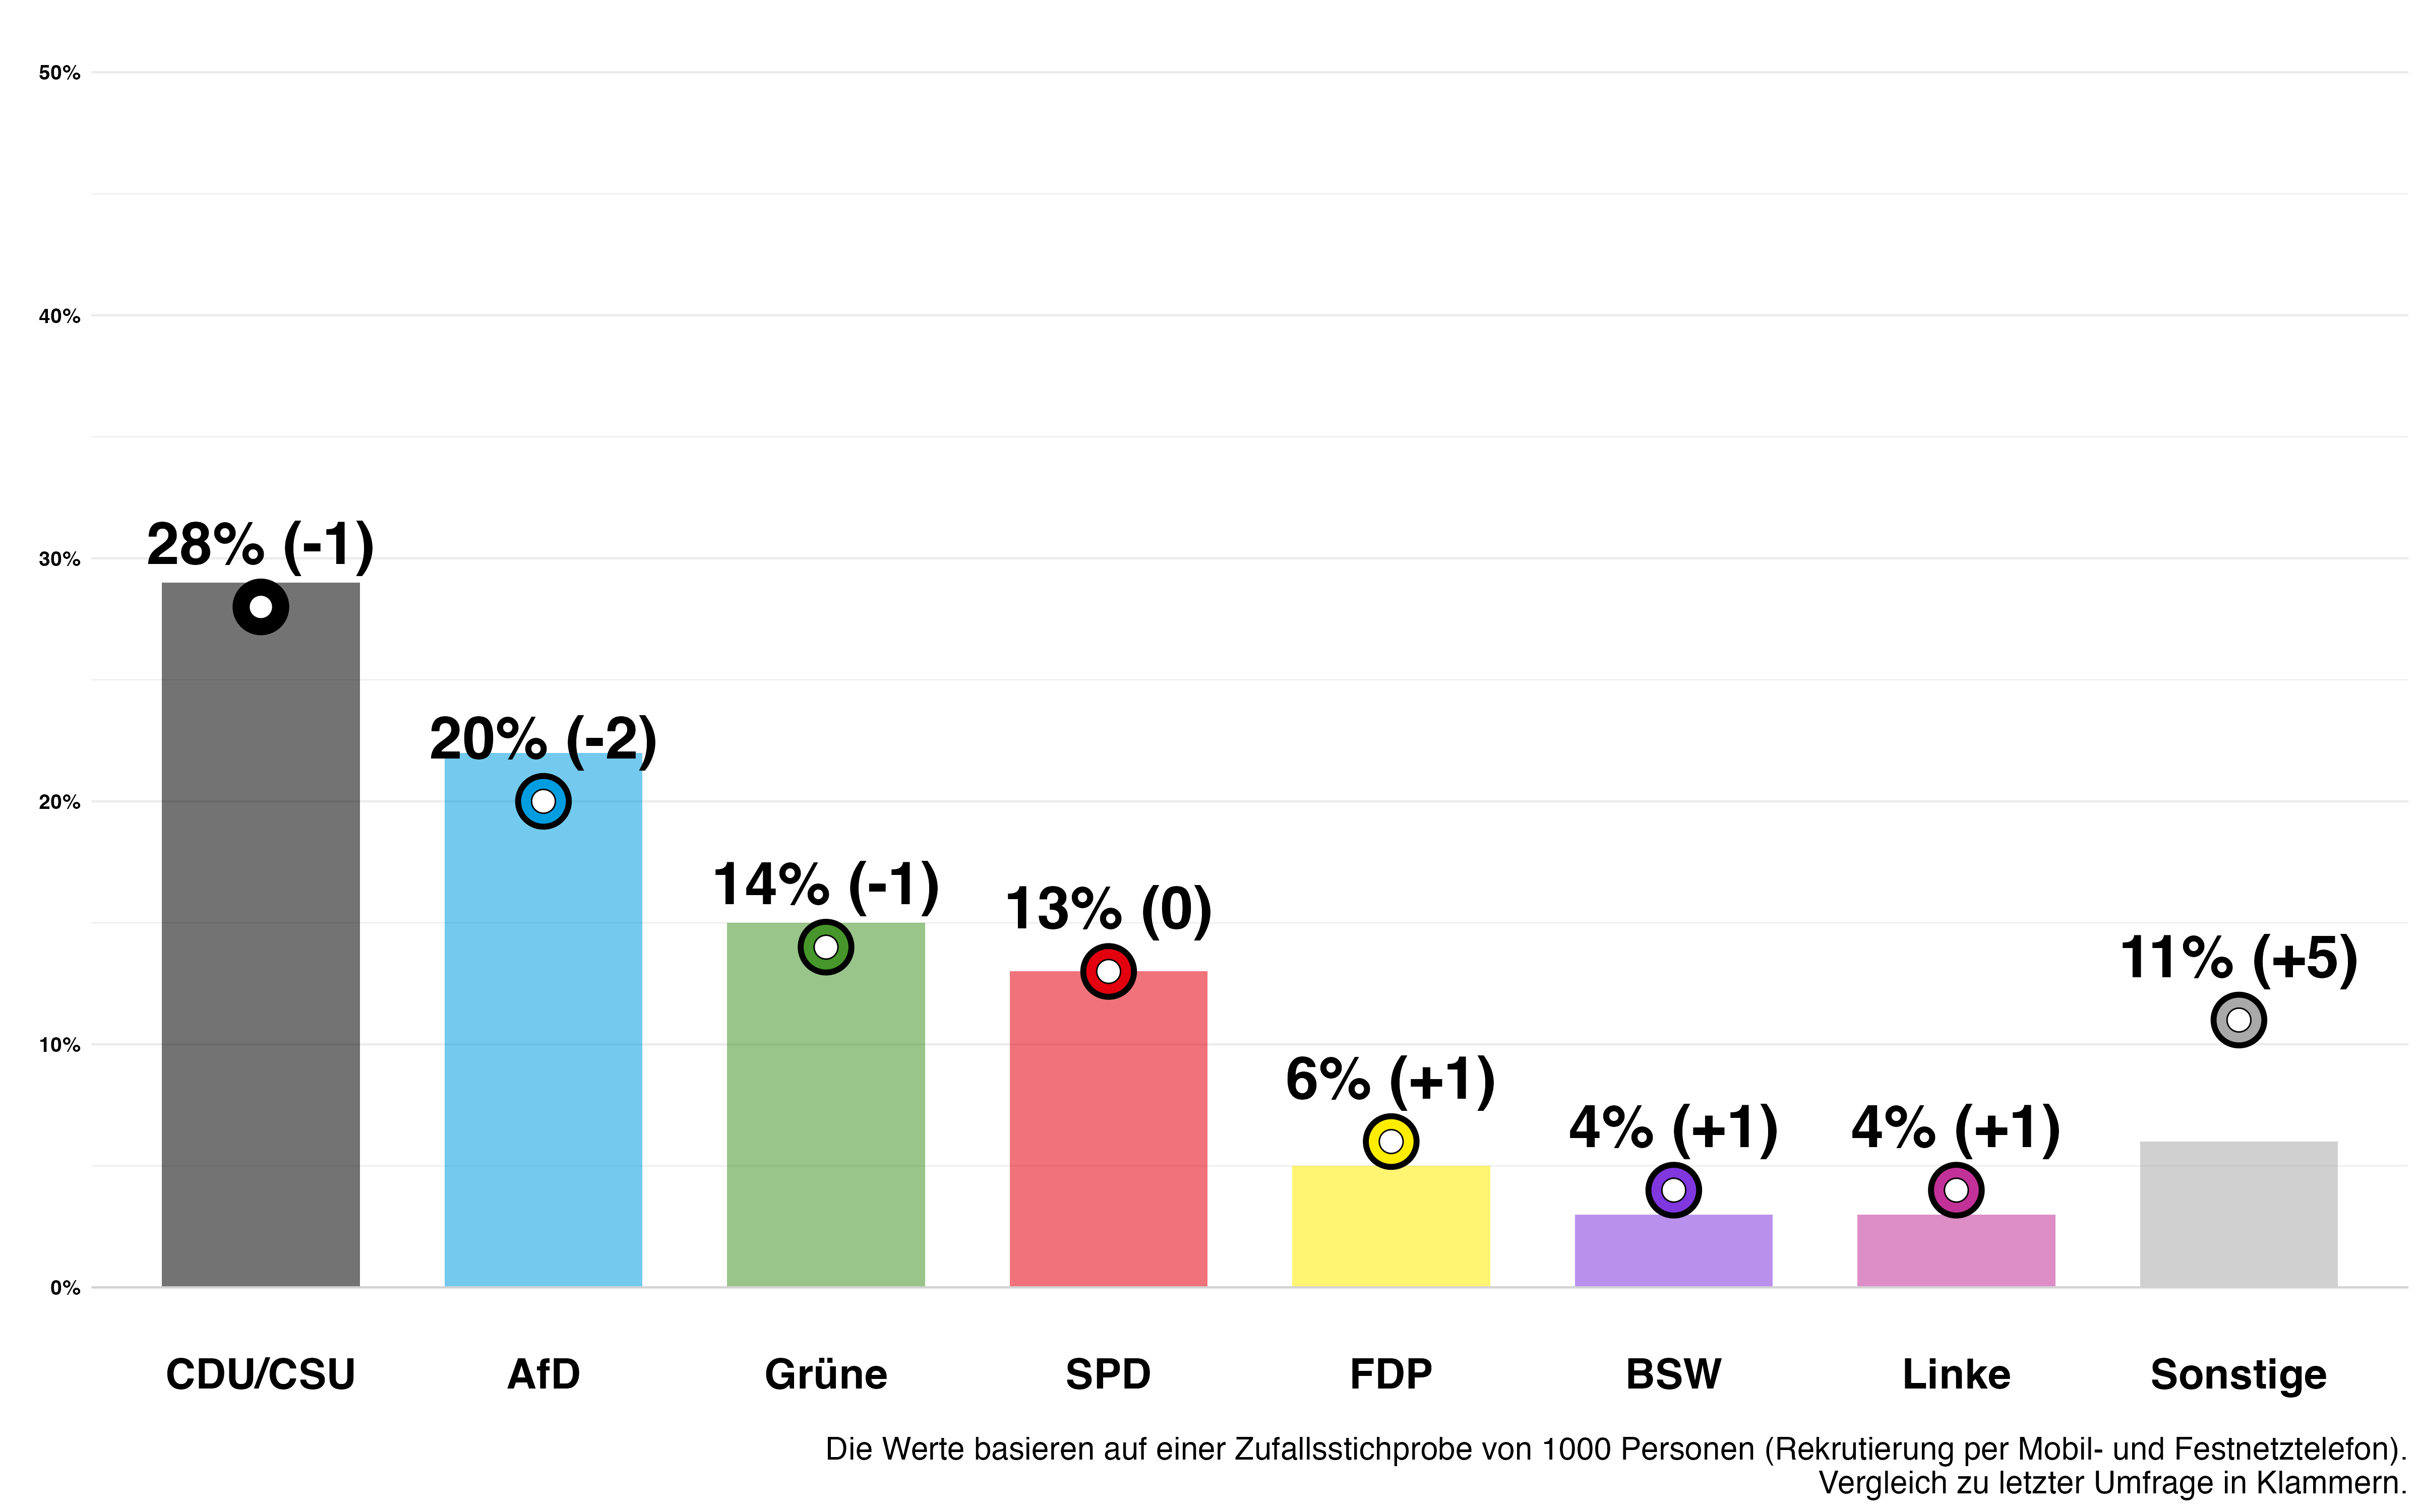 50%
40%
30%
20%
10%
0%
28% (-1)
20% (-2)
14% (-1)
13% (0)
6% (+1)
4% (+1)
4% (+1)
11% (+5)
CDU/CSU
AfD
Grüne
SPD
FDP
BSW
Linke
Sonstige
Die Werte basieren auf einer Zufallsstichprobe von 1000 Personen (Rekrutierung per Mobil- und Festnetztelefon).
Vergleich zu letzter Umfrage in Klammern.